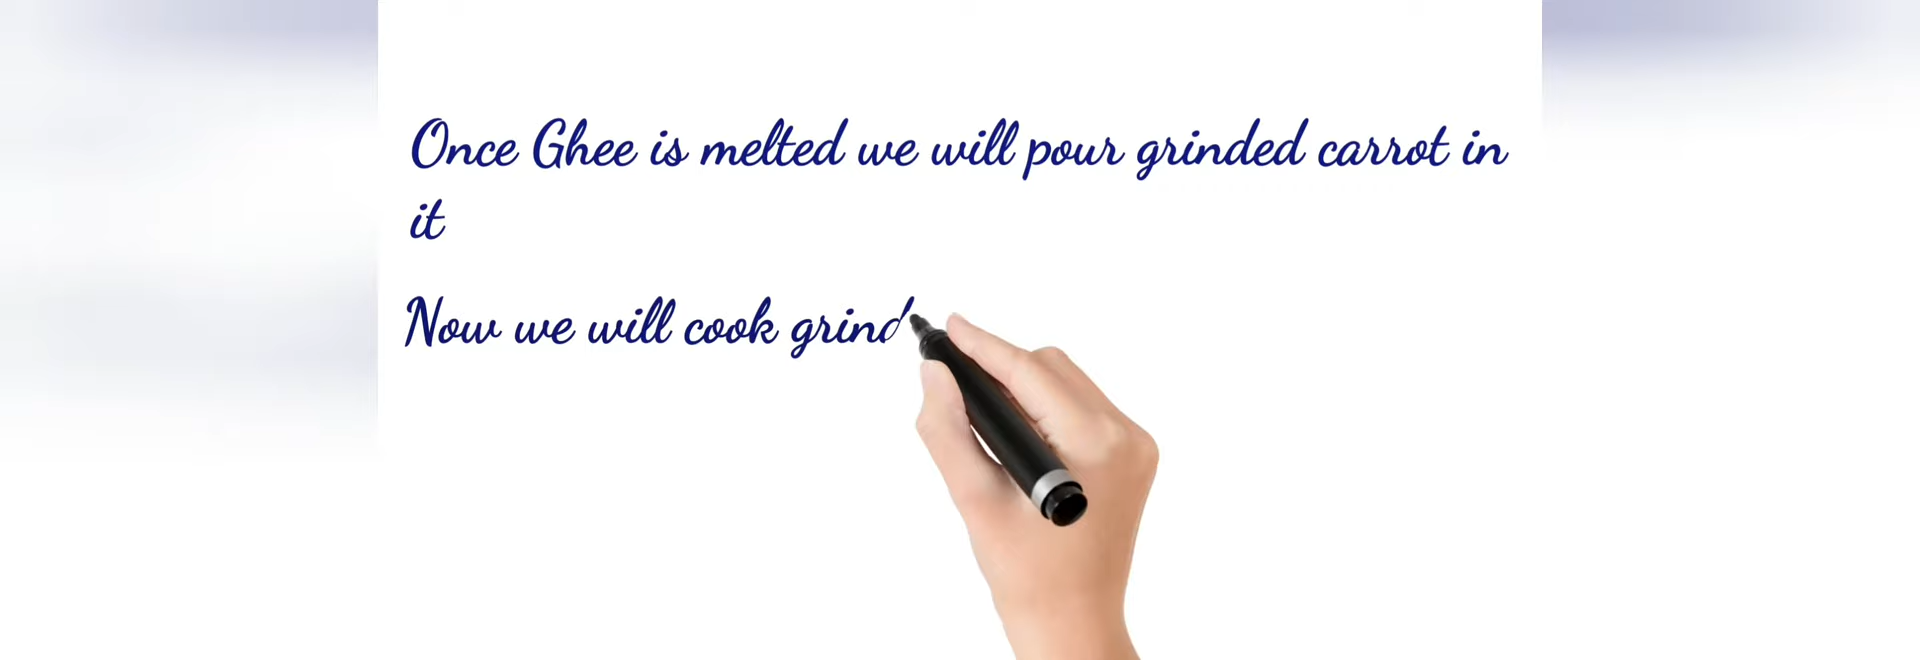 Once Ghee is melted we will pour grinded carrot in
it
Now we will cook grind